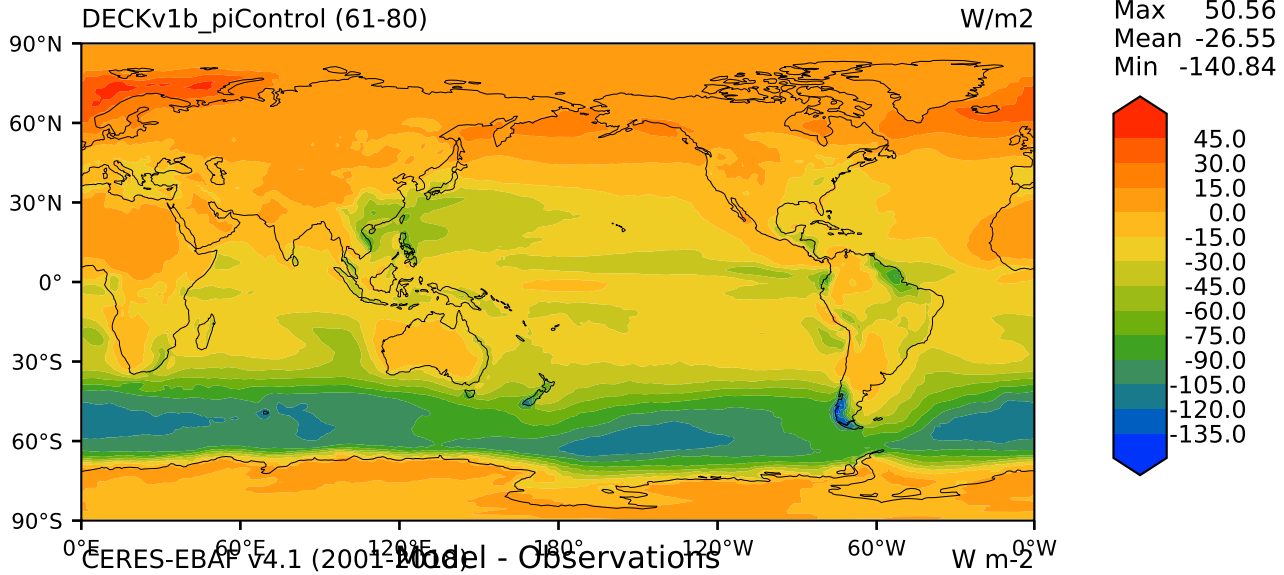 DECKv1b_piControl (61-80) W/m2
Max 50.56
Mean -26.55
Min -140.84
90°N
60°N
30°N
0°
30°S
60°S
90°S
45.0
30.0
15.0
0.0
-15.0
-30.0
-45.0
-60.0
-75.0
-90.0
-105.0
-120.0
-135.0
0°E 60°E 120°E 180° 120°W 60°W 0°W
CERES-EBAF v4.1 (2001-2018) Model - Observations W m-2